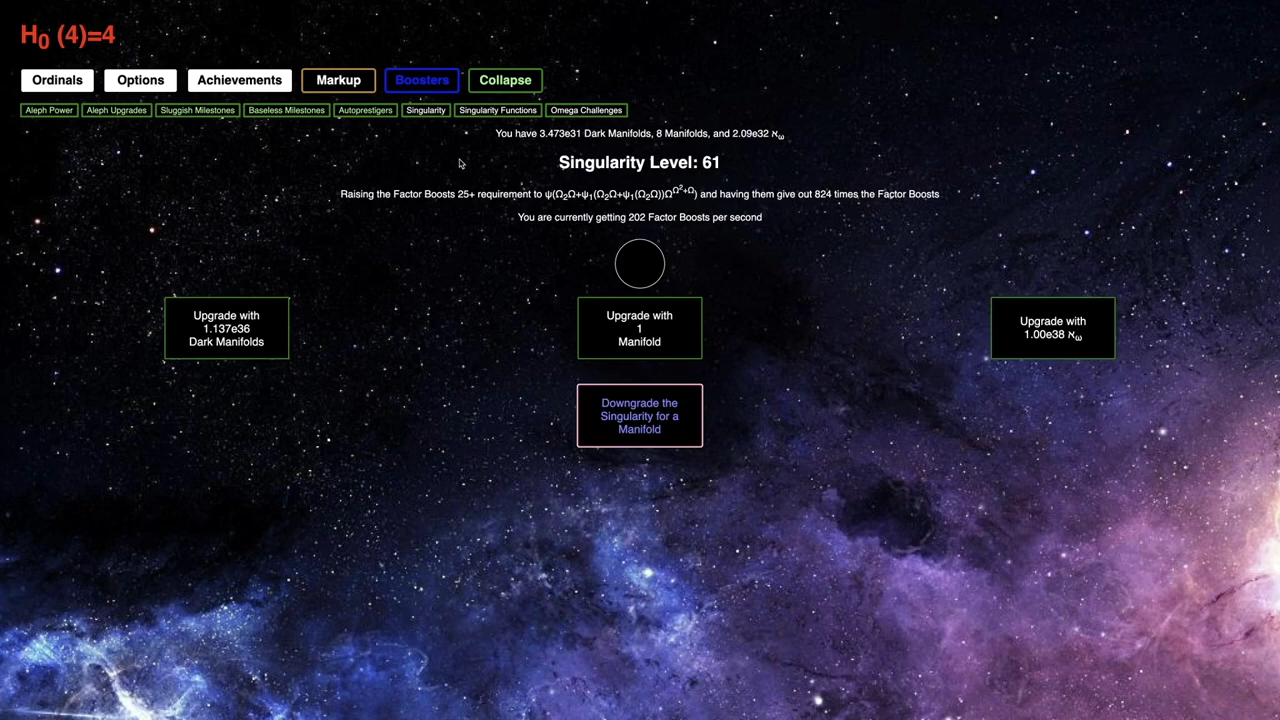 H₀ (4)=4
Ordinals Options Achievements Markup Boosters Collapse
Aleph Power Aleph Upgrades Sluggish Milestones Baseless Milestones Autoprestigers Singularity Singularity Functions Omega Challenges
You have 3.473e31 Dark Manifolds, 8 Manifolds, and 2.09e32 ℵω
Singularity Level: 61
Raising the Factor Boosts 25+ requirement to ψ(Ω₂Ω+ψ₁(Ω₂Ω+ψ₁(Ω₂Ω))Ω^Ω²+Ω) and having them give out 824 times the Factor Boosts
You are currently getting 202 Factor Boosts per second
Upgrade with
1.137e36
Dark Manifolds
Upgrade with
1
Manifold
Upgrade with
1.00e38 ℵω
Downgrade the
Singularity for a
Manifold